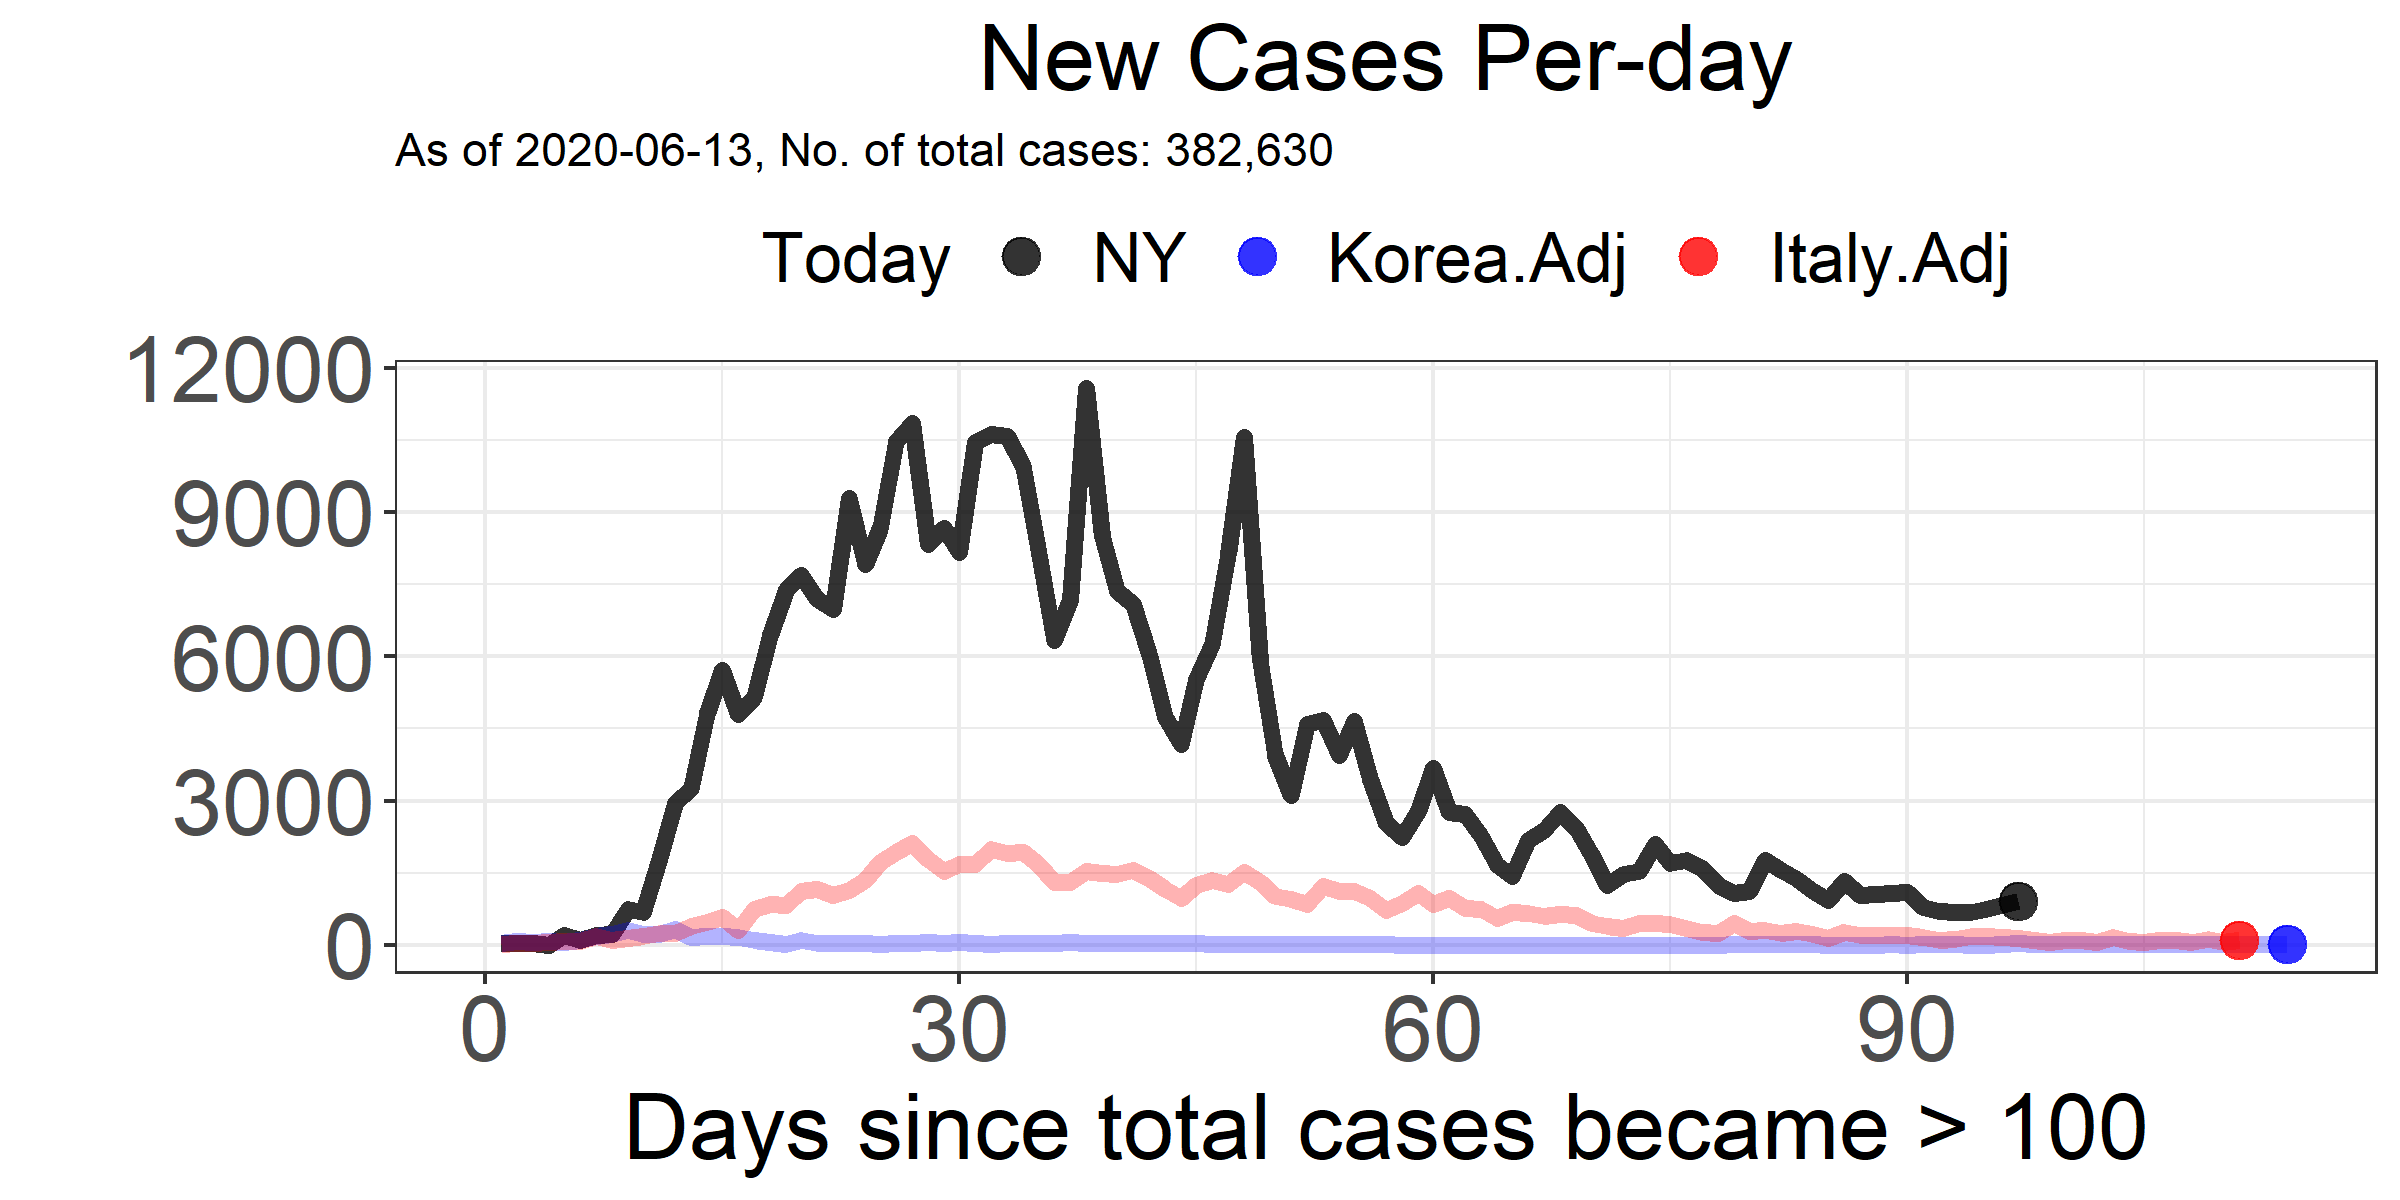 New Cases Per-day
As of 2020-06-13, No. of total cases: 382,630
Today NY Korea.Adj Italy.Adj
12000
9000
6000
3000
0
0 30 60 90
Days since total cases became > 100